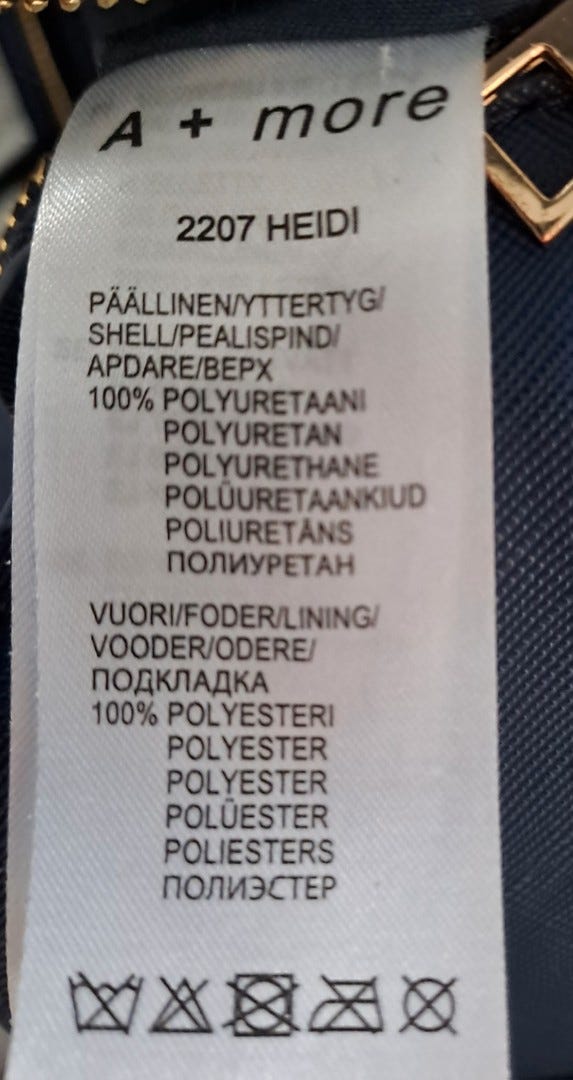 A + more
2207 HEIDI
PÄÄLLINEN/YTTERTYG/
SHELL/PEALISPIND/
APDARE/ВЕРХ
100% POLYURETAANI
POLYURETAN
POLYURETHANE
POLÜURETAANKIUD
POLIURETĀNS
ПОЛИУРЕТАН
VUORI/FODER/LINING/
VOODER/ODERE/
ПОДКЛАДКА
100% POLYESTERI
POLYESTER
POLYESTER
POLÜESTER
POLIESTERS
ПОЛИЭСТЕР